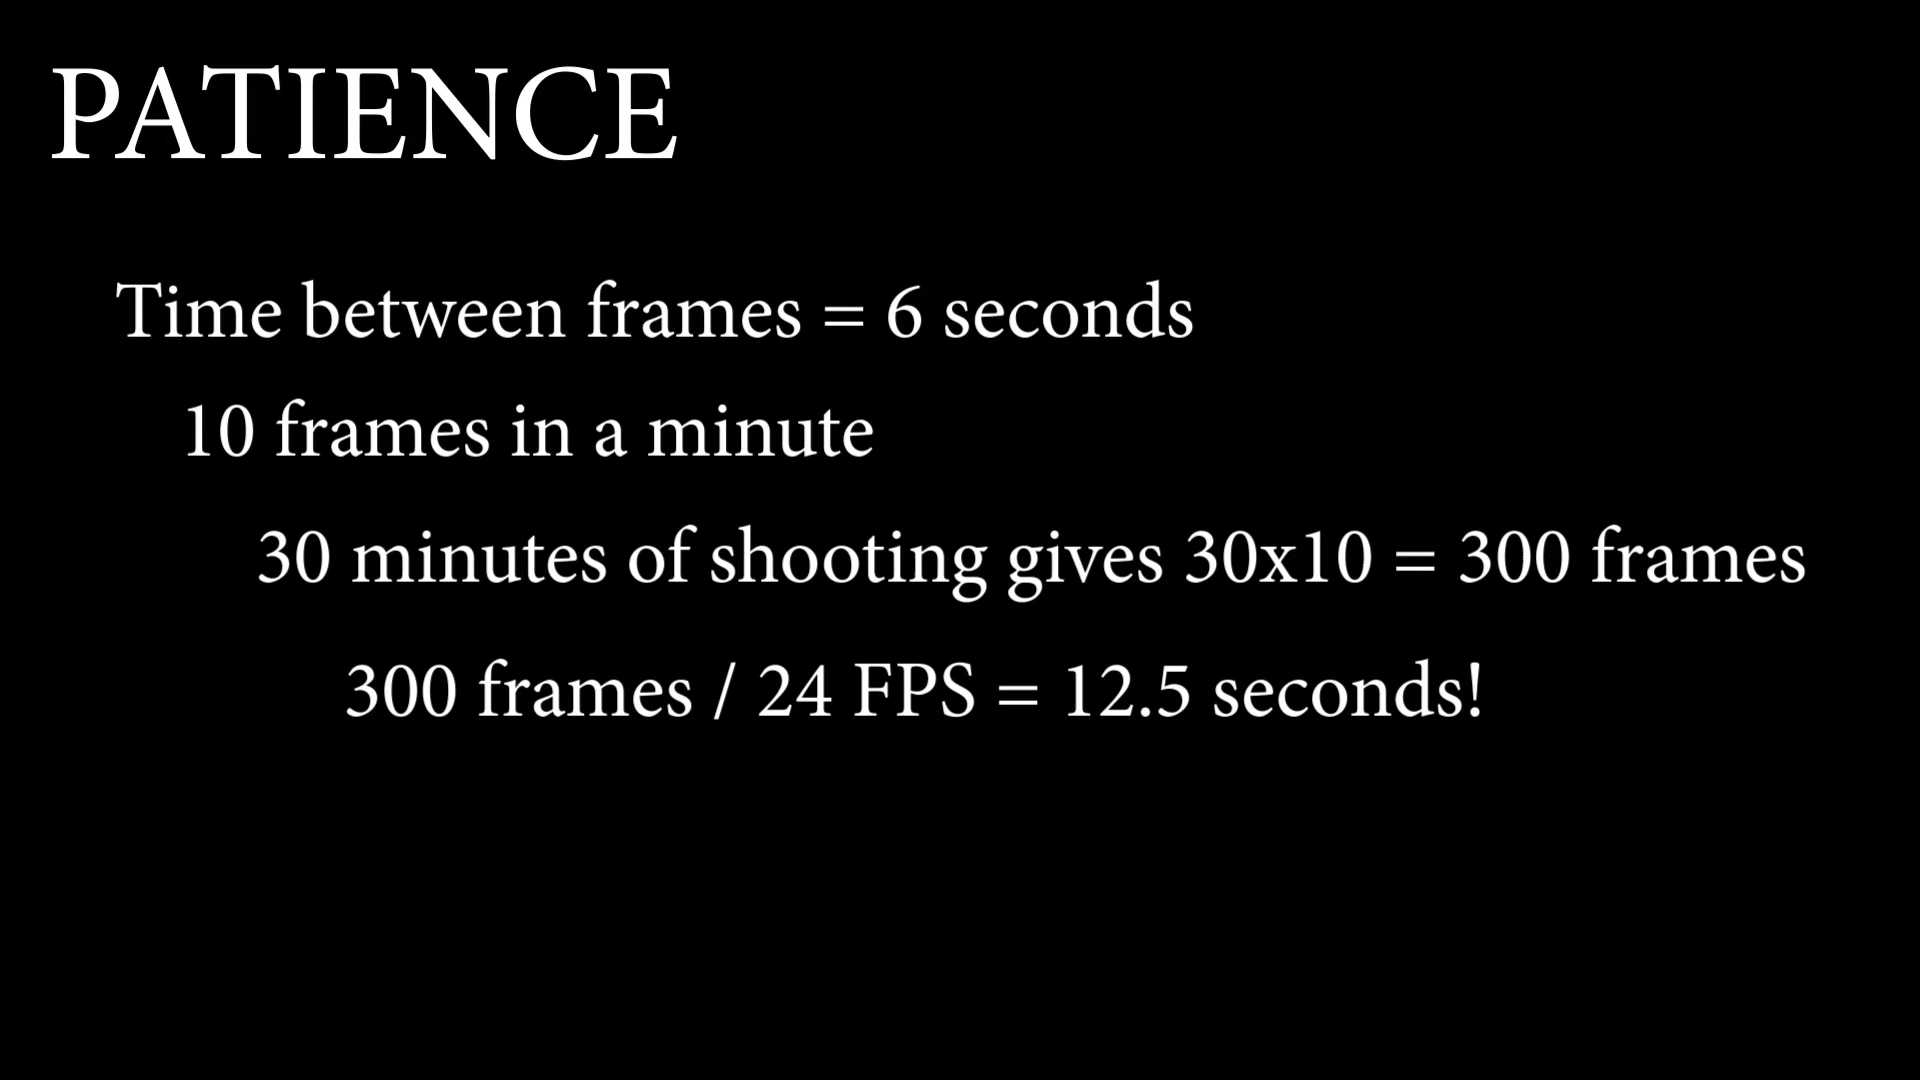 PATIENCE
Time between frames = 6 seconds
10 frames in a minute
30 minutes of shooting gives 30x10 = 300 frames
300 frames / 24 FPS = 12.5 seconds!